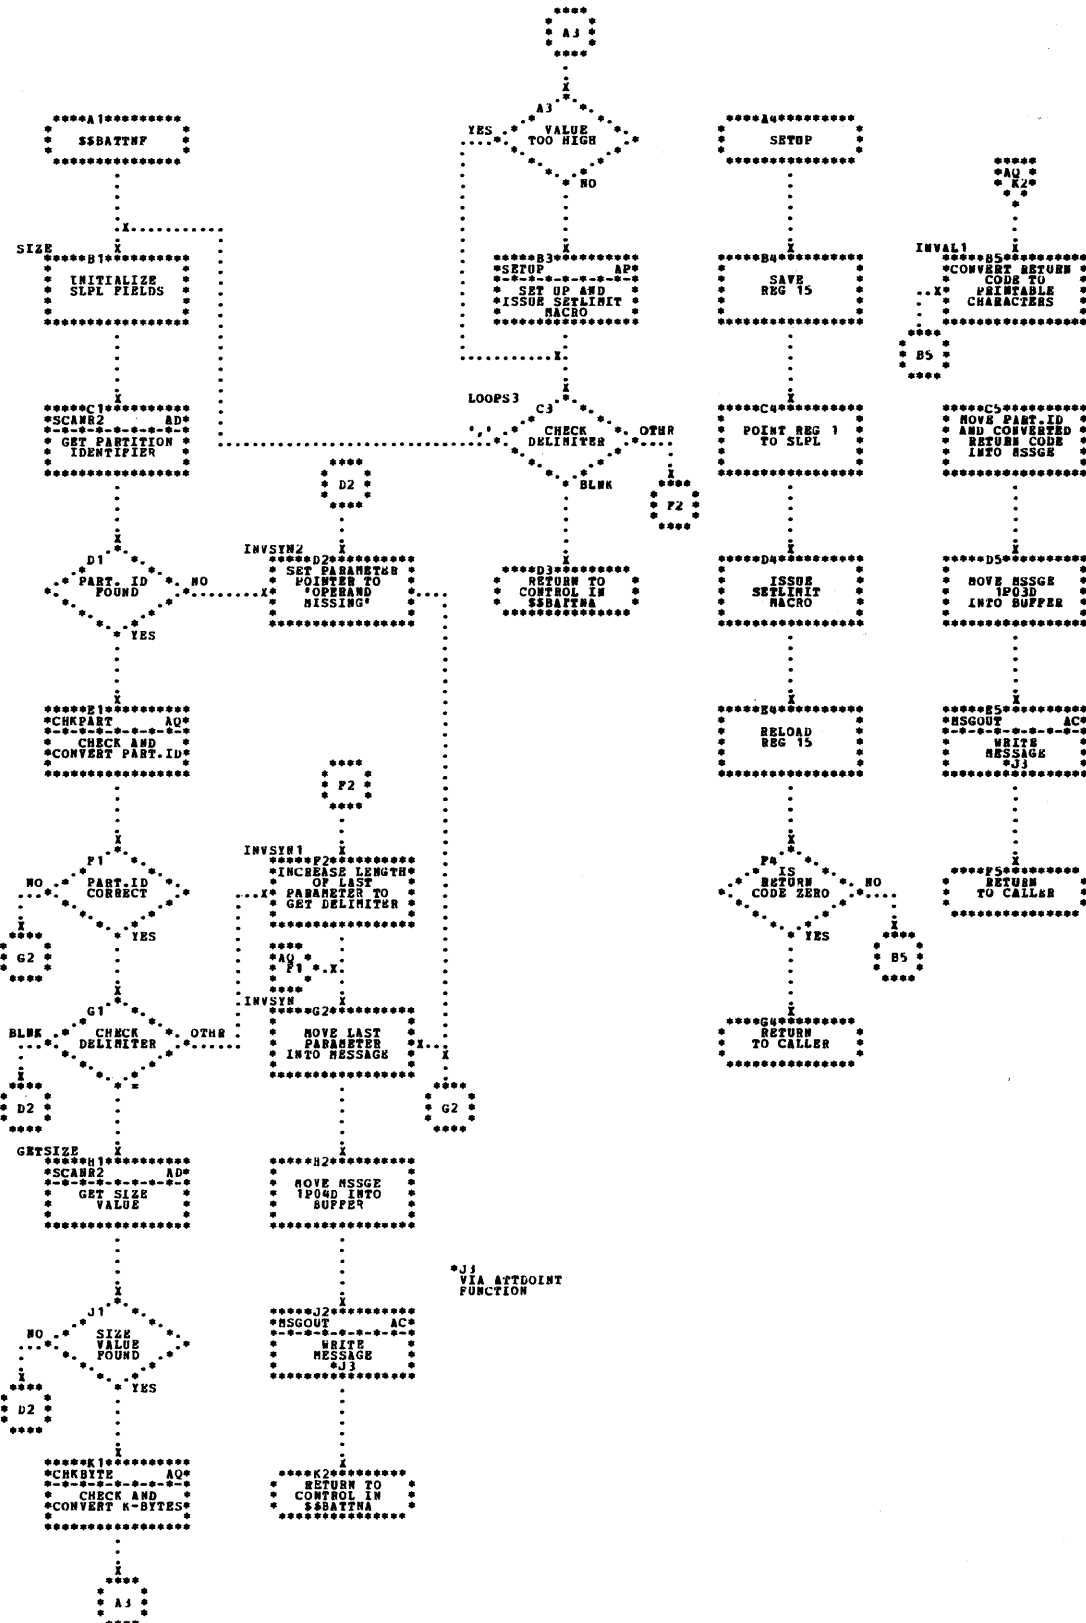 A3
A1
$$BATTNF
A3
VALUE
TOO HIGH
YES
NO
A4
SETUP
AQ
K2
SIZE
B1
INITIALIZE
SLPL FIELDS
B3
SETUP AP
SET UP AND
ISSUE SETLIMIT
MACRO
B4
SAVE
REG 15
INVAL1
B5
CONVERT RETURN
CODE TO
PRINTABLE
CHARACTERS
B5
C1
SCANR2 AD
GET PARTITION
IDENTIFIER
LOOPS3
C3
CHECK
DELIMITER
','
OTHR
BLNK
F2
C4
POINT REG 1
TO SLPL
C5
MOVE PART.ID
AND CONVERTED
RETURN CODE
INTO MSSGE
D2
D1
PART. ID
FOUND
NO
YES
INVSYN2
D2
SET PARAMETER
POINTER TO
'OPERAND
MISSING'
D3
RETURN TO
CONTROL IN
$$BATTNA
D4
ISSUE
SETLIMIT
MACRO
D5
MOVE MSSGE
1P03D
INTO BUFFER
E1
CHKPART AQ
CHECK AND
CONVERT PART.ID
E4
RELOAD
REG 15
E5
MSGOUT AC
WRITE
MESSAGE
*J3
F2
F1
PART.ID
CORRECT
NO
YES
G2
INVSYN1
F2
INCREASE LENGTH
OF LAST
PARAMETER TO
GET DELIMITER
F4
IS
RETURN
CODE ZERO
NO
YES
B5
F5
RETURN
TO CALLER
AQ
F1
G1
CHECK
DELIMITER
BLNK
OTHR
=
D2
INVSYN
G2
MOVE LAST
PARAMETER
INTO MESSAGE
G2
G4
RETURN
TO CALLER
GETSIZE
H1
SCANR2 AD
GET SIZE
VALUE
H2
MOVE MSSGE
1P04D INTO
BUFFER
*J3
VIA ATTDOINT
FUNCTION
J1
SIZE
VALUE
FOUND
NO
YES
D2
J2
MSGOUT AC
WRITE
MESSAGE
*J3
K1
CHKBYTE AQ
CHECK AND
CONVERT K-BYTES
K2
RETURN TO
CONTROL IN
$$BATTNA
A3